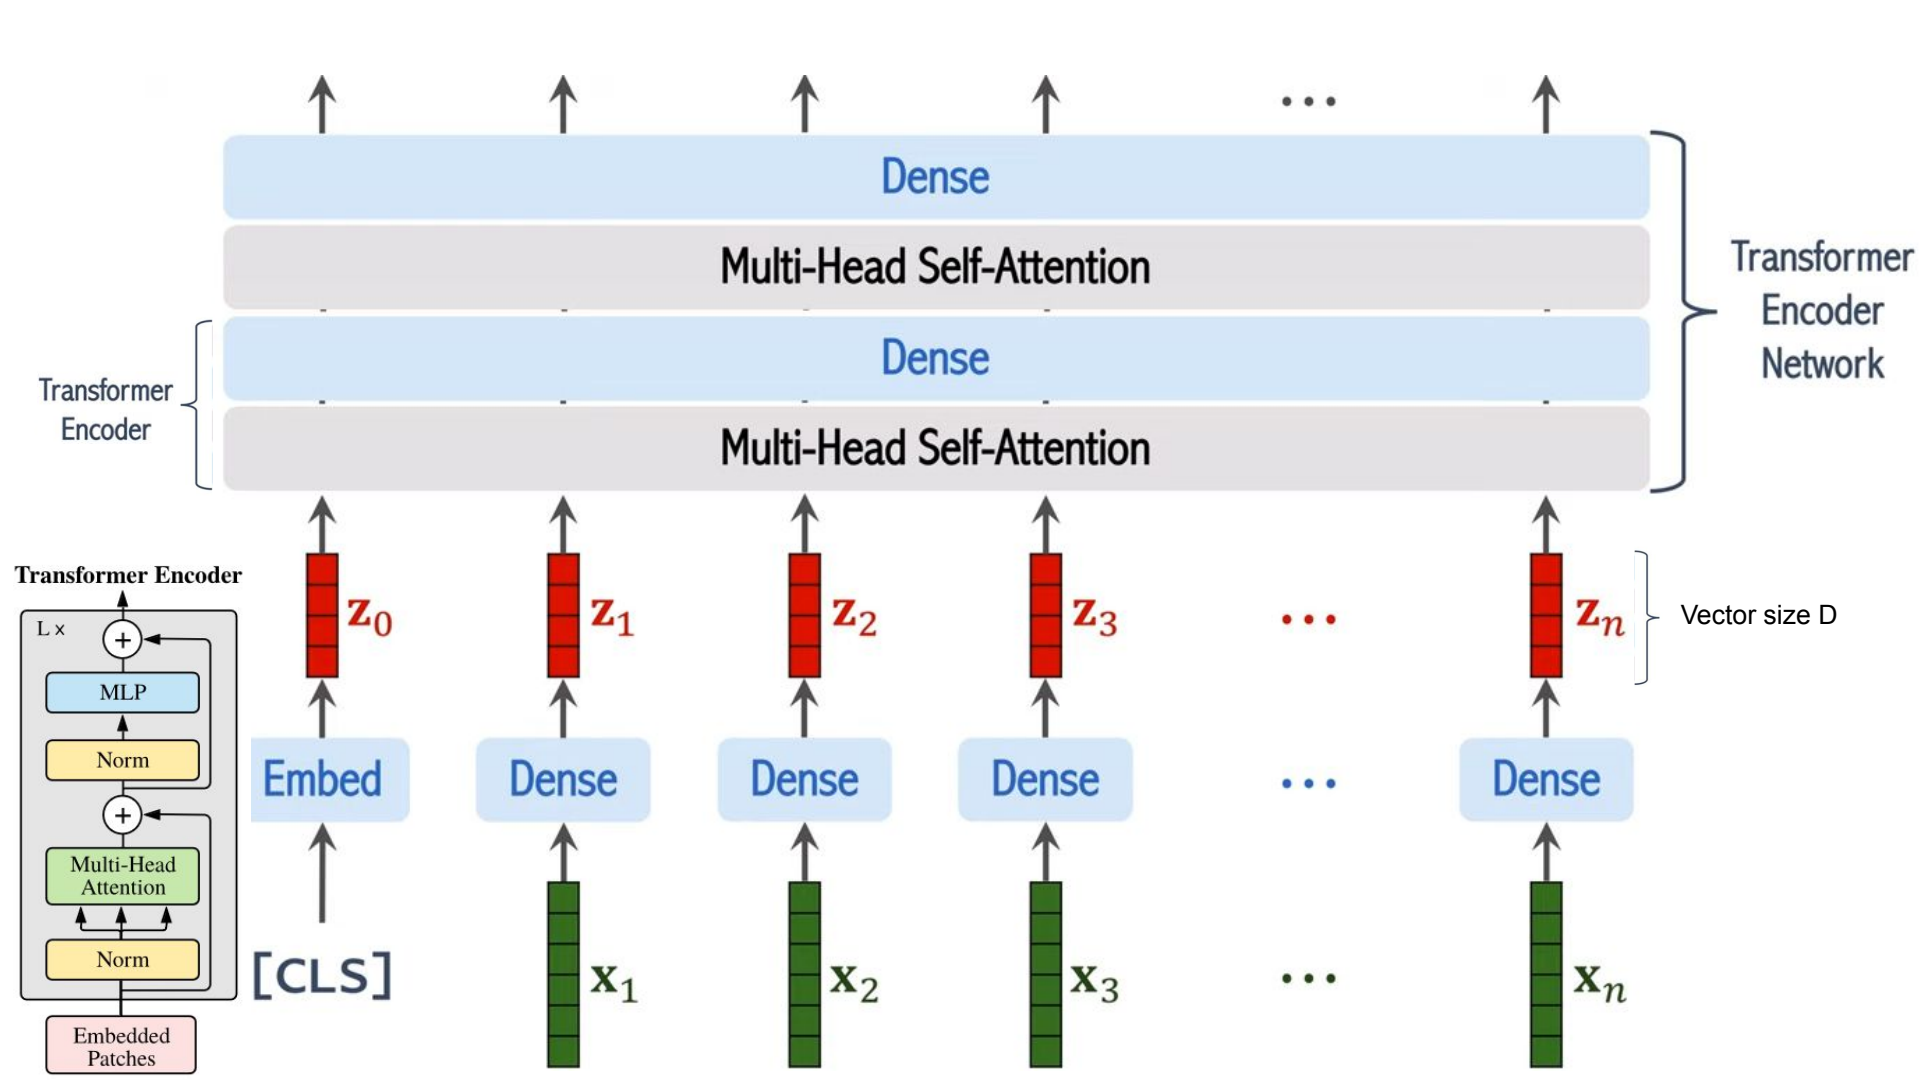 Dense
Multi-Head Self-Attention
Dense
Multi-Head Self-Attention
Transformer
Encoder
Network
Transformer
Encoder
z0 z1 z2 z3 ... zn
Vector size D
Embed Dense Dense Dense ... Dense
[CLS] x1 x2 x3 ... xn
Transformer Encoder
L x
+
MLP
Norm
+
Multi-Head
Attention
Norm
Embedded
Patches